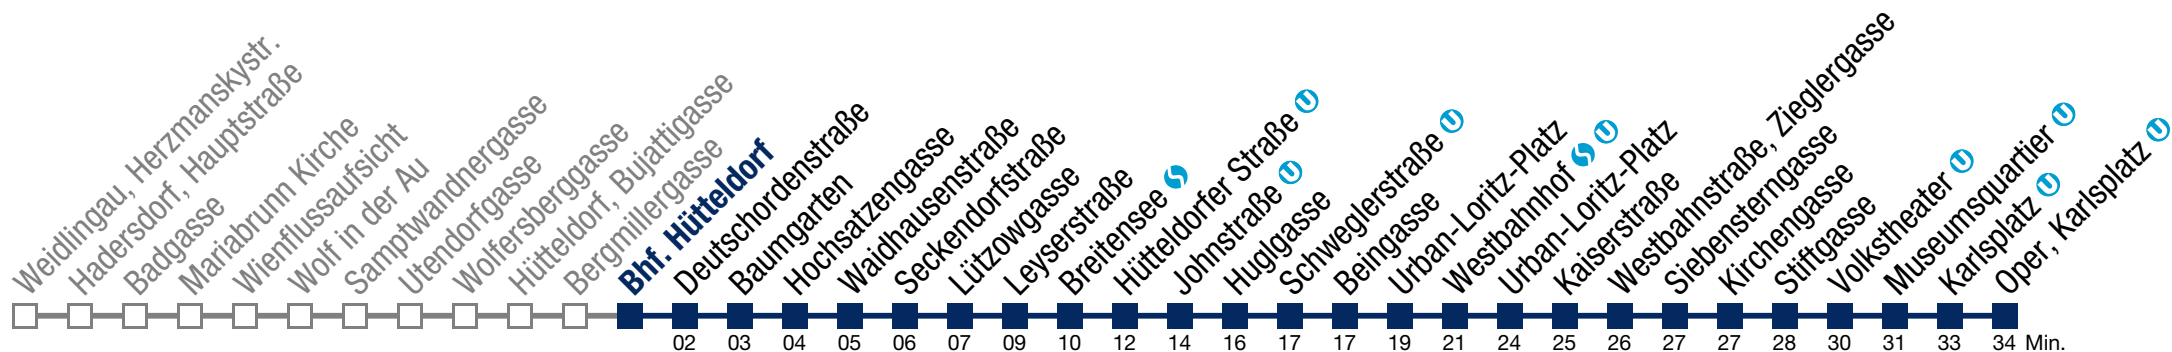 Weidlingau, Herzmanskystr.
Hadersdorf, Hauptstraße
Badgasse
Mariabrunn Kirche
Wienflussaufsicht
Wolf in der Au
Samptwandnergasse
Utendorfgasse
Wolfersberggasse
Hütteldorf, Bujattigasse
Bergmillergasse
Bhf. Hütteldorf
Deutschordenstraße
Baumgarten
Hochsatzengasse
Waidhausenstraße
Seckendorfstraße
Lützowgasse
Leyserstraße
Breitensee
Hütteldorfer Straße U
Johnstraße U
Huglgasse
Schweglerstraße U
Beingasse
Urban-Loritz-Platz
Westbahnhof U
Urban-Loritz-Platz
Kaiserstraße
Westbahnstraße, Zieglergasse
Siebensterngasse
Kirchengasse
Stiftgasse
Volkstheater U
Museumsquartier U
Karlsplatz U
Oper, Karlsplatz U
02 03 04 05 06 07 09 10 12 14 16 17 17 19 21 24 25 26 27 27 28 30 31 33 34 Min.